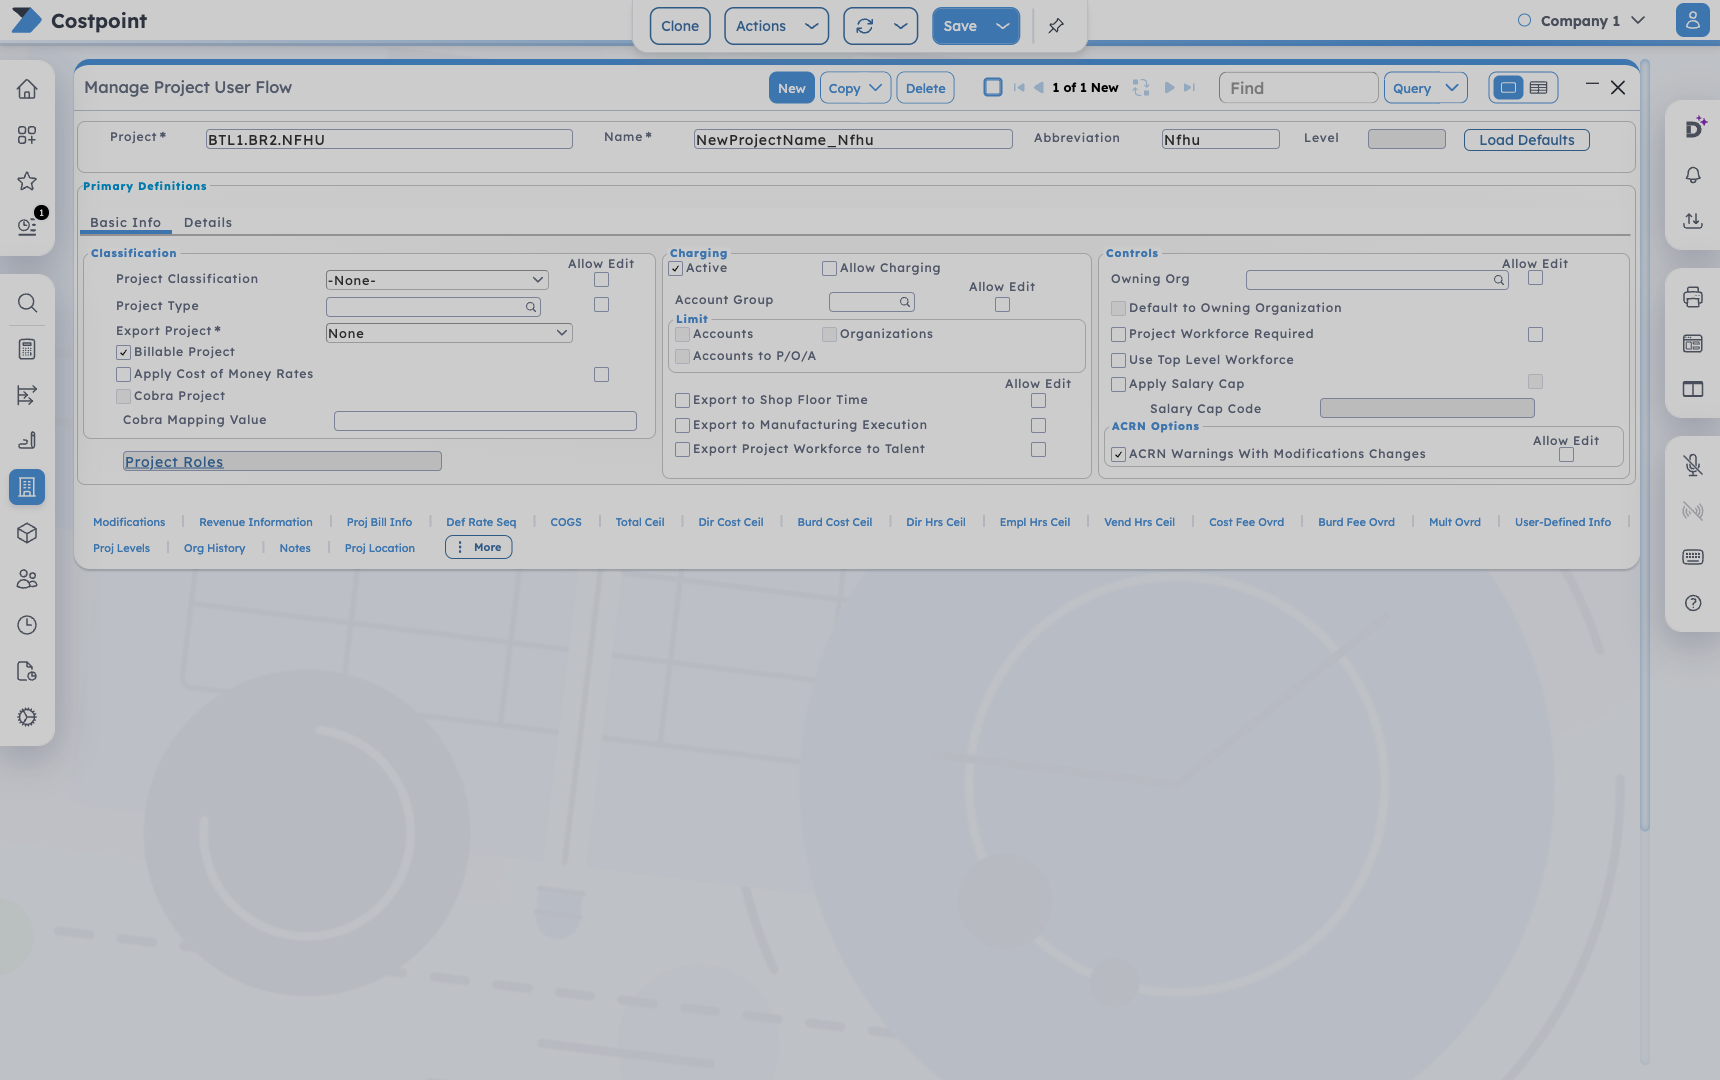 Costpoint
Clone
Actions
Save
Company 1
Manage Project User Flow
New
Copy
Delete
1 of 1 New
Find
Query
Project *
BTL1.BR2.NFHU
Name *
NewProjectName_Nfhu
Abbreviation
Nfhu
Level
Load Defaults
Primary Definitions
1
Basic Info
Details
Classification
Allow Edit
Project Classification
-None-
Project Type
Export Project *
None
Billable Project
Apply Cost of Money Rates
Cobra Project
Cobra Mapping Value
Project Roles
Charging
Active
Allow Charging
Allow Edit
Account Group
Limit
Accounts
Organizations
Accounts to P/O/A
Allow Edit
Export to Shop Floor Time
Export to Manufacturing Execution
Export Project Workforce to Talent
Controls
Allow Edit
Owning Org
Default to Owning Organization
Project Workforce Required
Use Top Level Workforce
Apply Salary Cap
Salary Cap Code
ACRN Options
Allow Edit
ACRN Warnings With Modifications Changes
Modifications
Revenue Information
Proj Bill Info
Def Rate Seq
COGS
Total Ceil
Dir Cost Ceil
Burd Cost Ceil
Dir Hrs Ceil
Empl Hrs Ceil
Vend Hrs Ceil
Cost Fee Ovrd
Burd Fee Ovrd
Mult Ovrd
User-Defined Info
Proj Levels
Org History
Notes
Proj Location
More